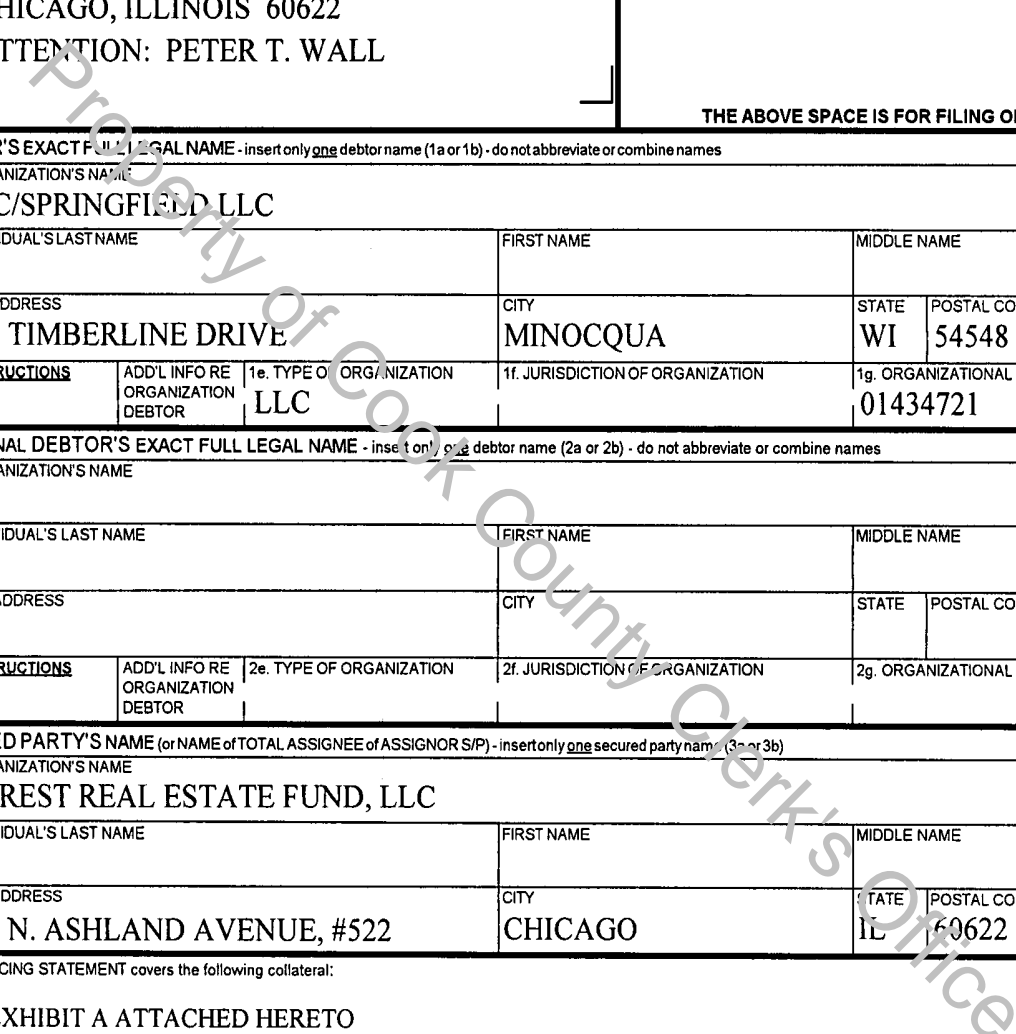 HICAGO, ILLINOIS 60622
TTENTION: PETER T. WALL
THE ABOVE SPACE IS FOR FILING O
'S EXACT FULL LEGAL NAME - insert only one debtor name (1a or 1b) - do not abbreviate or combine names
ANIZATION'S NAME
C/SPRINGFIELD LLC
DUAL'S LAST NAME FIRST NAME MIDDLE NAME
DDRESS CITY STATE POSTAL CO
TIMBERLINE DRIVE MINOCQUA WI 54548
RUCTIONS ADD'L INFO RE 1e. TYPE OF ORGANIZATION 1f. JURISDICTION OF ORGANIZATION 1g. ORGANIZATIONAL
ORGANIZATION
DEBTOR LLC 01434721
NAL DEBTOR'S EXACT FULL LEGAL NAME - insert only one debtor name (2a or 2b) - do not abbreviate or combine names
ANIZATION'S NAME
IDUAL'S LAST NAME FIRST NAME MIDDLE NAME
ADDRESS CITY STATE POSTAL CO
RUCTIONS ADD'L INFO RE 2e. TYPE OF ORGANIZATION 2f. JURISDICTION OF ORGANIZATION 2g. ORGANIZATIONAL
ORGANIZATION
DEBTOR
ED PARTY'S NAME (or NAME of TOTAL ASSIGNEE of ASSIGNOR S/P) - insert only one secured party name (3a or 3b)
ANIZATION'S NAME
REST REAL ESTATE FUND, LLC
IDUAL'S LAST NAME FIRST NAME MIDDLE NAME
DDRESS CITY STATE POSTAL CO
N. ASHLAND AVENUE, #522 CHICAGO IL 60622
CING STATEMENT covers the following collateral:
EXHIBIT A ATTACHED HERETO
Property of Cook County Clerk's Office